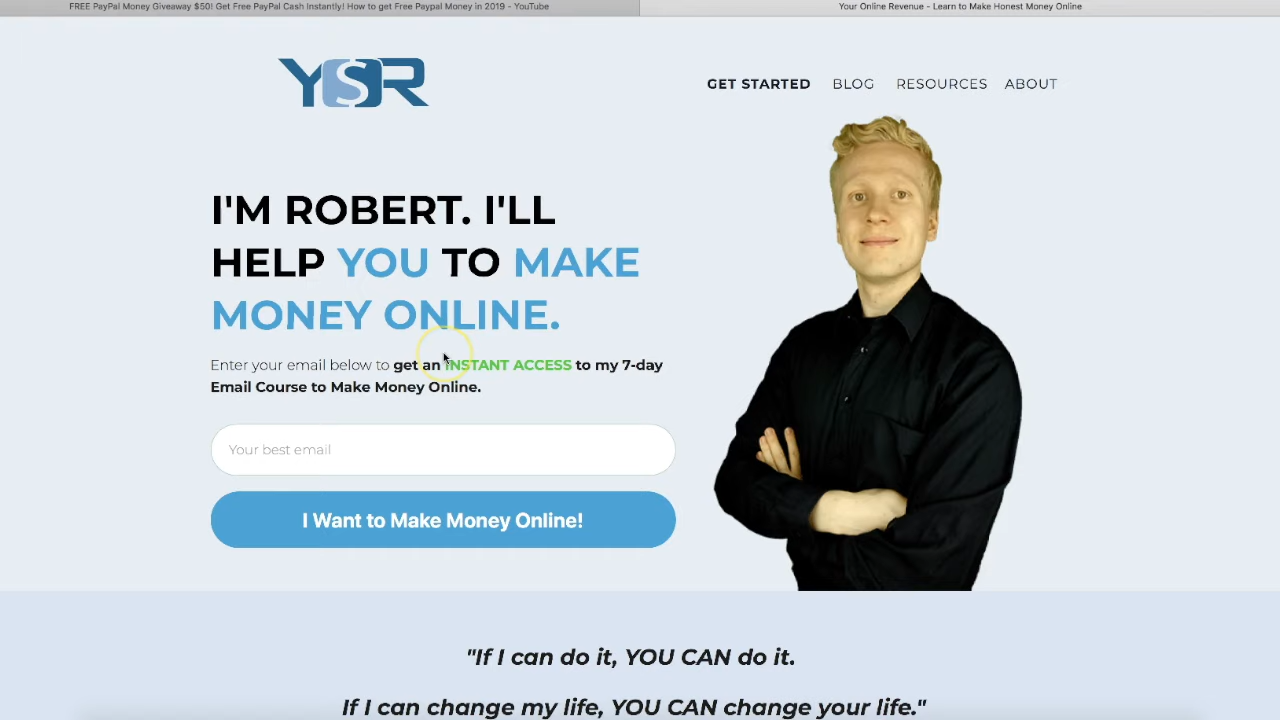 FREE PayPal Money Giveaway $50! Get Free PayPal Cash Instantly! How to get Free Paypal Money in 2019 - YouTube
Your Online Revenue - Learn to Make Honest Money Online
YSR
GET STARTED BLOG RESOURCES ABOUT
I'M ROBERT. I'LL
HELP YOU TO MAKE
MONEY ONLINE.
Enter your email below to get an INSTANT ACCESS to my 7-day
Email Course to Make Money Online.
Your best email
I Want to Make Money Online!
"If I can do it, YOU CAN do it.
If I can change my life, YOU CAN change your life."